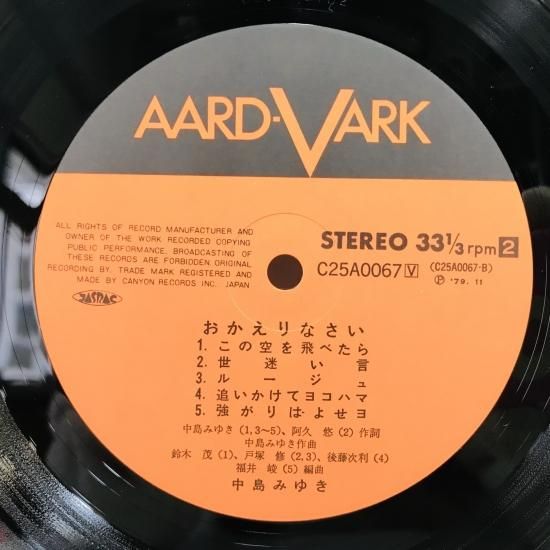 AARD-VARK
ALL RIGHTS OF RECORD MANUFACTURER AND
OWNER OF THE WORK RECORDED COPYING
PUBLIC PERFORMANCE. BROADCASTING OF
THESE RECORDS ARE FORBIDDEN. ORIGINAL
RECORDING BY. TRADE MARK REGISTERED AND
MADE BY CANYON RECORDS INC. JAPAN
JASRAC
STEREO 33⅓ rpm 2
C25A0067 V (C25A0067-B)
Ⓟ '79. 11
おかえりなさい
1. この空を飛べたら
2. 世迷い言
3. ルージュ
4. 追いかけてヨコハマ
5. 強がりはよせヨ
中島みゆき(1,3〜5)、阿久 悠(2)作詞
中島みゆき作曲
鈴木 茂(1)、戸塚 修(2,3)、後藤次利(4)
福井 崚(5)編曲
中島みゆき